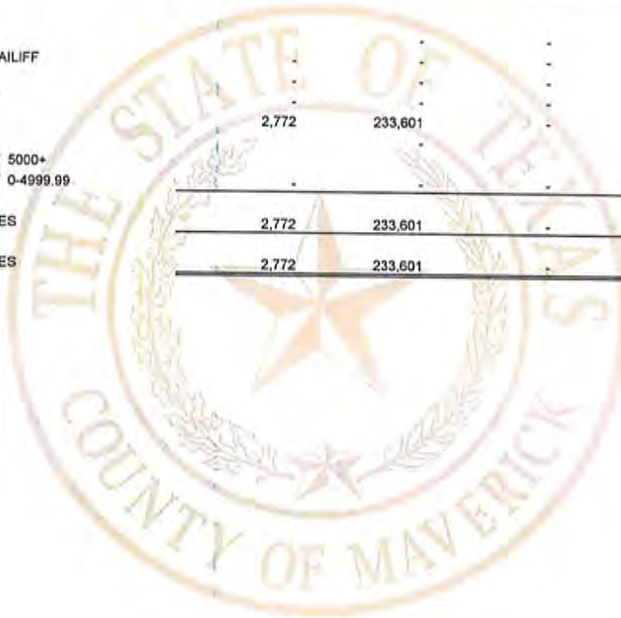 AILIFF - - -
- - -
- - -
- - -
2,772 233,601 -
-
5000+
0-4999.99 - - -
ES 2,772 233,601 -
ES 2,772 233,601 -
THE STATE OF TEXAS
COUNTY OF MAVERICK